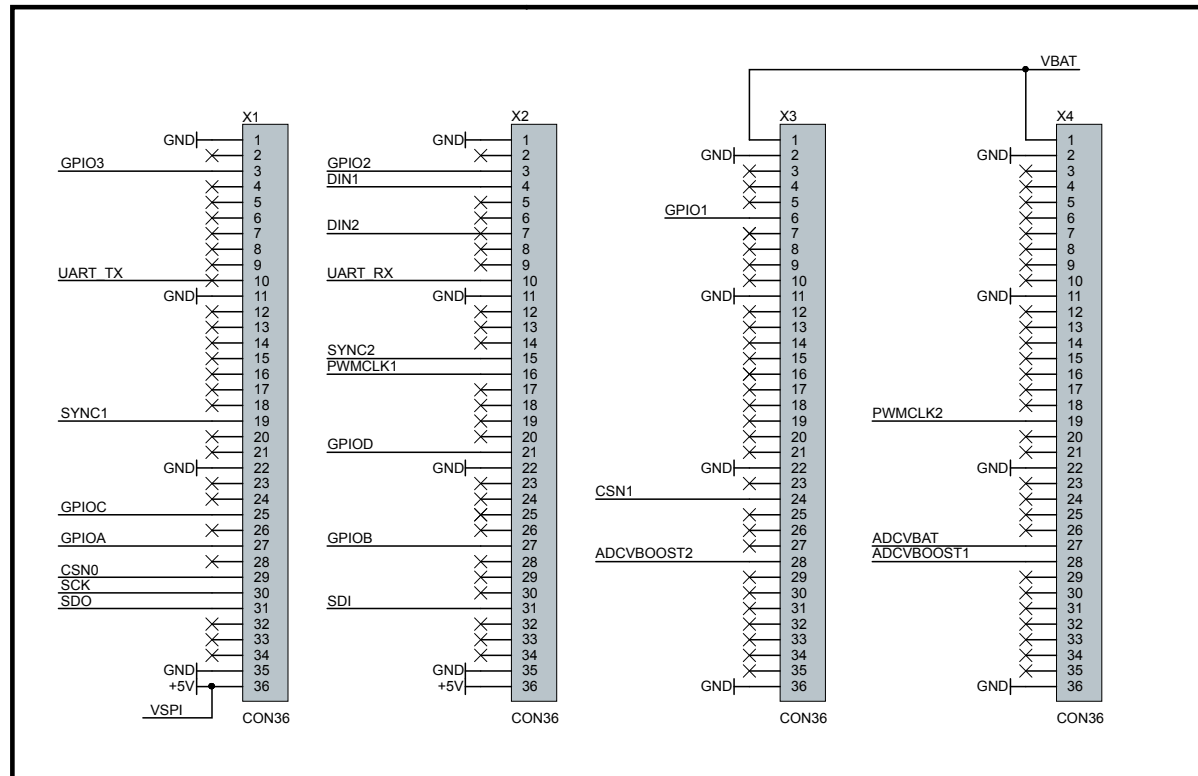 VBAT
X1 X2 X3 X4
GND 1 GND 1 1 1
2 2 GND 2 GND 2
GPIO3 3 GPIO2 3 3 3
4 DIN1 4 4 4
5 5 5 5
6 6 GPIO1 6 6
7 DIN2 7 7 7
8 8 8 8
9 9 9 9
UART_TX 10 UART_RX 10 10 10
GND 11 GND 11 GND 11 GND 11
12 12 12 12
13 13 13 13
14 14 14 14
15 SYNC2 15 15 15
16 PWMCLK1 16 16 16
17 17 17 17
18 18 18 18
SYNC1 19 19 19 PWMCLK2 19
20 20 20 20
21 GPIOD 21 21 21
GND 22 GND 22 GND 22 GND 22
23 23 23 23
24 24 CSN1 24 24
GPIOC 25 25 25 25
26 26 26 26
GPIOA 27 GPIOB 27 27 ADCVBAT 27
28 28 ADCVBOOST2 28 ADCVBOOST1 28
CSN0 29 29 29 29
SCK 30 30 30 30
SDO 31 SDI 31 31 31
32 32 32 32
33 33 33 33
34 34 34 34
GND 35 GND 35 35 35
+5V 36 +5V 36 GND 36 GND 36
VSPI
CON36 CON36 CON36 CON36